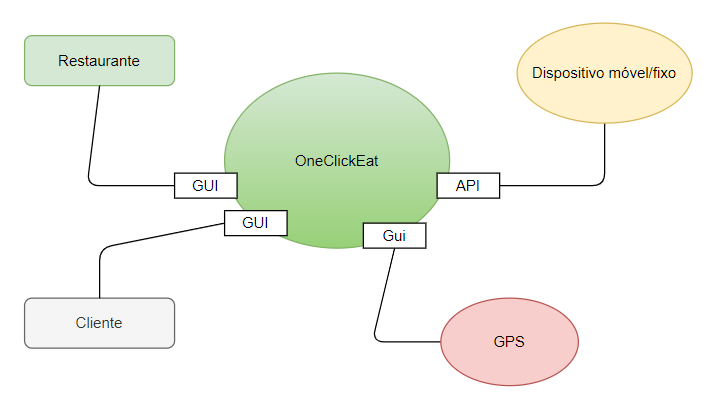 Restaurante
Dispositivo móvel/fixo
OneClickEat
GUI
API
GUI
Gui
Cliente
GPS